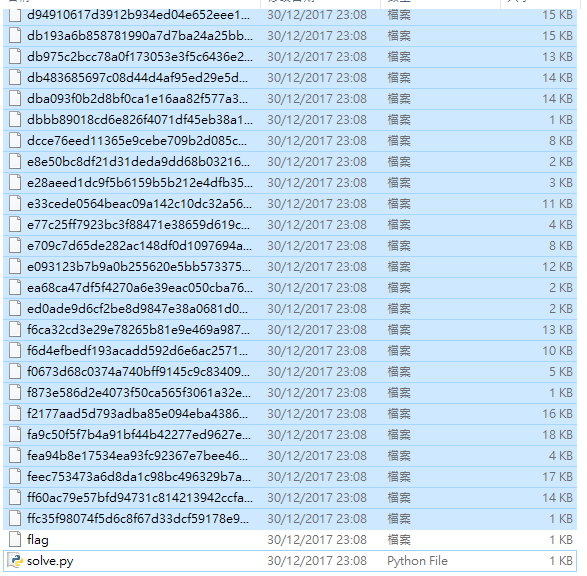 d94910617d3912b934ed04e652eee1... 30/12/2017 23:08 檔案 15 KB
db193a6b858781990a7d7ba24a25bb... 30/12/2017 23:08 檔案 15 KB
db975c2bcc78a0f173053e3f5c6436e2... 30/12/2017 23:08 檔案 13 KB
db483685697c08dd44d4af95ed29e5d... 30/12/2017 23:08 檔案 14 KB
dba093f0b2d8bf0ca1e16aa82f577a3... 30/12/2017 23:08 檔案 14 KB
dbbb89018cd6e826f4071df45eb38a1... 30/12/2017 23:08 檔案 1 KB
dcce76eed11365e9cebe709b2d085c... 30/12/2017 23:08 檔案 8 KB
e8e50bc8df21d31deda9dd68b03216... 30/12/2017 23:08 檔案 2 KB
e28aeed1dc9f5b6159b5b212e4dfb35... 30/12/2017 23:08 檔案 3 KB
e33cede0564beac09a142c10dc32a56... 30/12/2017 23:08 檔案 11 KB
e77c25ff7923bc3f88471e38659d619c... 30/12/2017 23:08 檔案 4 KB
e709c7d65de282ac148df0d1097694a... 30/12/2017 23:08 檔案 8 KB
e093123b7b9a0b255620e5bb573375... 30/12/2017 23:08 檔案 12 KB
ea68ca47df5f4270a6e39eac050cba76... 30/12/2017 23:08 檔案 2 KB
ed0ade9d6cf2be8d9847e38a0681d0... 30/12/2017 23:08 檔案 2 KB
f6ca32cd3e29e78265b81e9e469a987... 30/12/2017 23:08 檔案 13 KB
f6d4efbedf193acadd592d6e6ac2571... 30/12/2017 23:08 檔案 10 KB
f0673d68c0374a740bff9145c9c83409... 30/12/2017 23:08 檔案 5 KB
f873e586d2e4073f50ca565f3061a32e... 30/12/2017 23:08 檔案 1 KB
f2177aad5d793adba85e094eba4386... 30/12/2017 23:08 檔案 16 KB
fa9c50f5f7b4a91bf44b42277ed9627e... 30/12/2017 23:08 檔案 18 KB
fea94b8e17534ea93fc92367e7bee46... 30/12/2017 23:08 檔案 4 KB
feec753473a6d8da1c98bc496329b7a... 30/12/2017 23:08 檔案 17 KB
ff60ac79e57bfd94731c814213942ccfa... 30/12/2017 23:08 檔案 14 KB
ffc35f98074f5d6c8f67d33dcf59178e9... 30/12/2017 23:08 檔案 1 KB
flag 30/12/2017 23:08 檔案 1 KB
solve.py 30/12/2017 23:08 Python File 1 KB